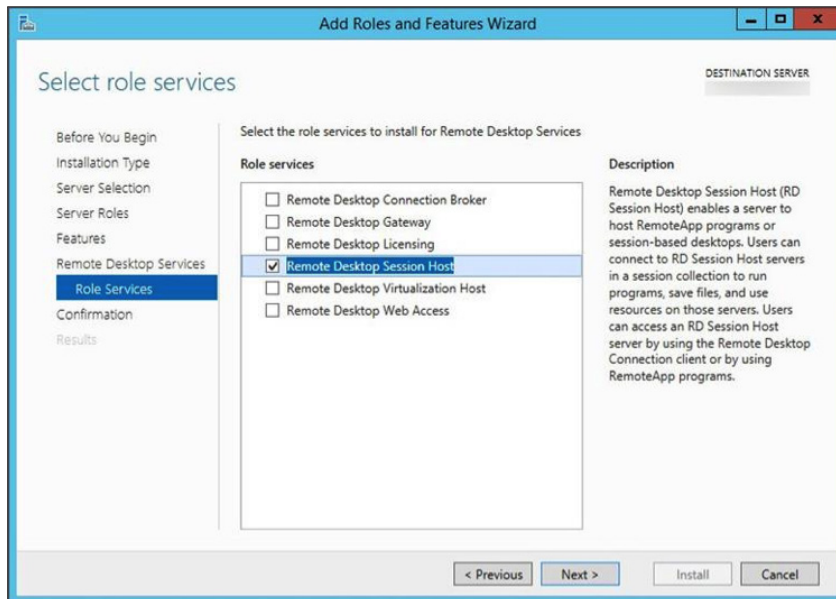 Add Roles and Features Wizard
Select role services
DESTINATION SERVER
Before You Begin
Installation Type
Server Selection
Server Roles
Features
Remote Desktop Services
Role Services
Confirmation
Results
Select the role services to install for Remote Desktop Services
Role services
Remote Desktop Connection Broker
Remote Desktop Gateway
Remote Desktop Licensing
Remote Desktop Session Host
Remote Desktop Virtualization Host
Remote Desktop Web Access
Description
Remote Desktop Session Host (RD
Session Host) enables a server to
host RemoteApp programs or
session-based desktops. Users can
connect to RD Session Host servers
in a session collection to run
programs, save files, and use
resources on those servers. Users
can access an RD Session Host
server by using the Remote Desktop
Connection client or by using
RemoteApp programs.
< Previous
Next >
Install
Cancel